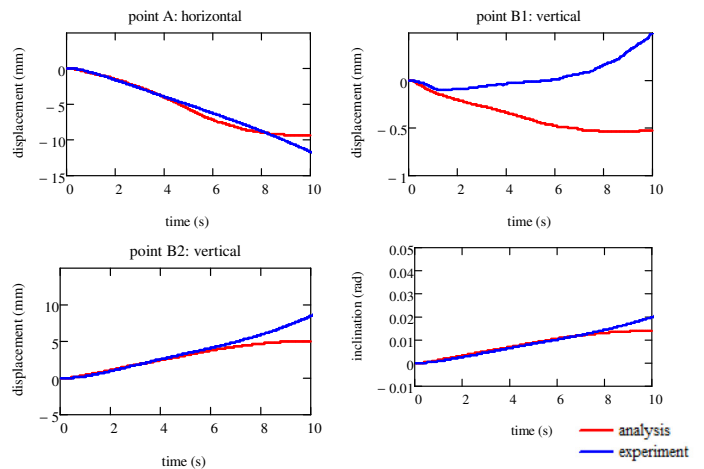 point A: horizontal
displacement (mm)
0
− 5
− 10
− 15
0 2 4 6 8 10
time (s)
point B1: vertical
displacement (mm)
0.5
0
− 0.5
− 1
0 2 4 6 8 10
time (s)
point B2: vertical
displacement (mm)
10
5
0
− 5
0 2 4 6 8 10
time (s)
inclination (rad)
0.05
0.04
0.03
0.02
0.01
0
− 0.01
0 2 4 6 8 10
time (s)
analysis
experiment